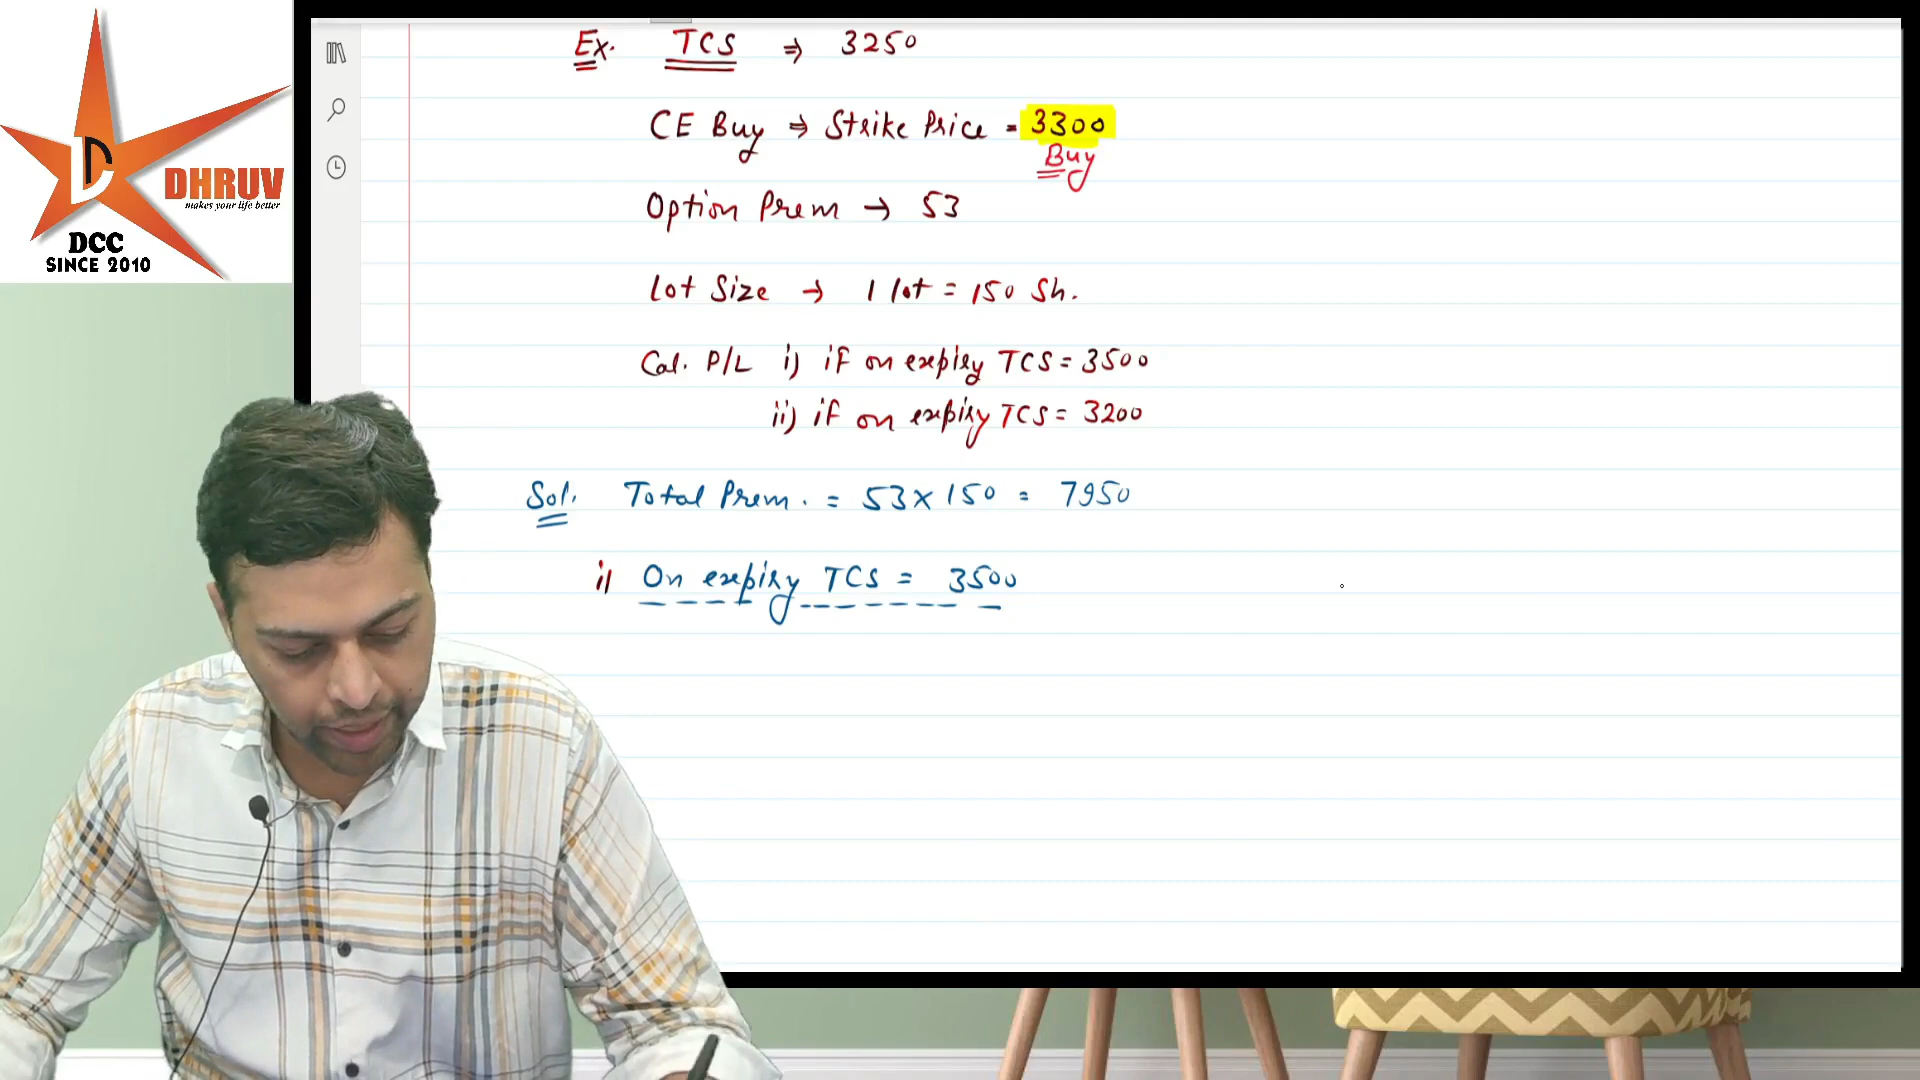 DC
DHRUV
makes your life better
DCC
SINCE 2010
Ex. TCS ⇒ 3250
CE Buy ⇒ Strike Price = 3300
Buy
Option Prem → 53
Lot Size → 1 lot = 150 Sh.
Cal. P/L i) if on expiry TCS = 3500
ii) if on expiry TCS = 3200
Sol. Total Prem. = 53 × 150 = 7950
i) On expiry TCS = 3500